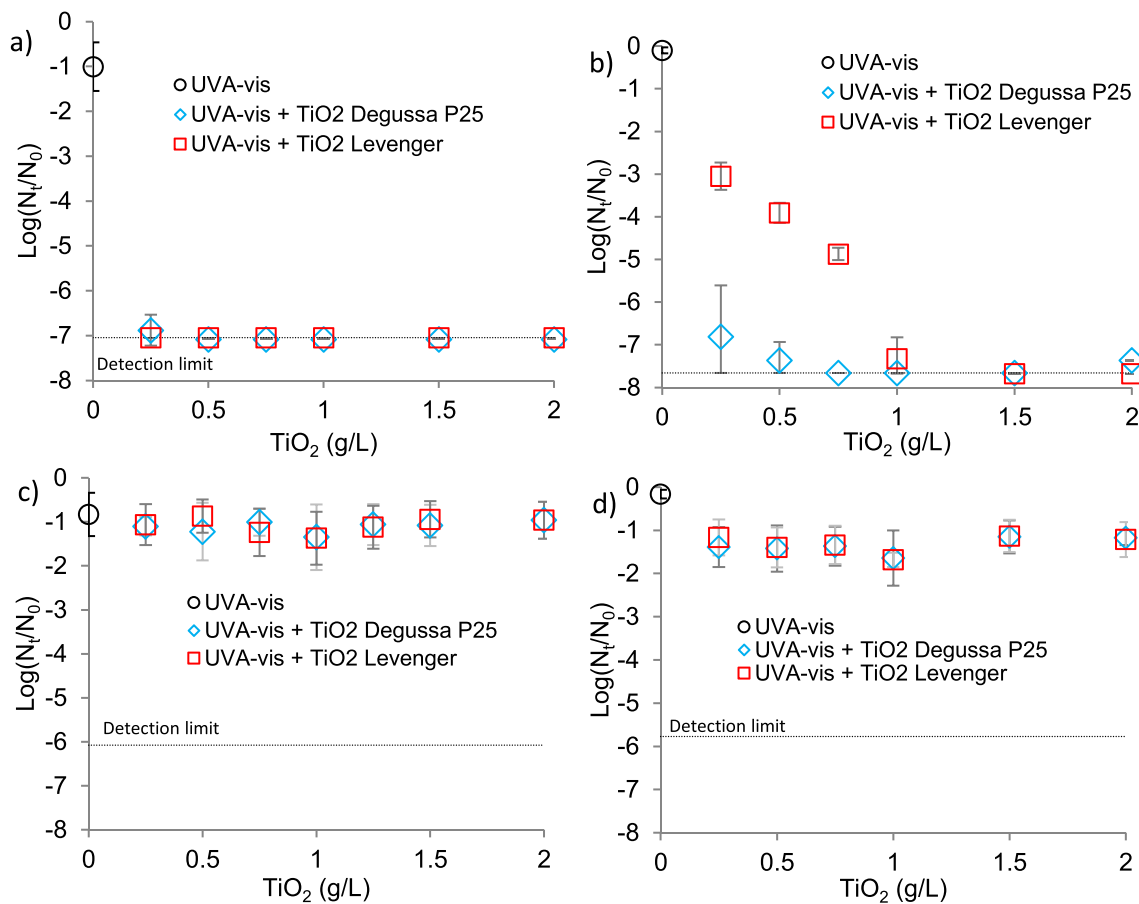 a)
0
-1
-2
-3
-4
-5
-6
-7
-8
Log(Nt/N0)
UVA-vis
UVA-vis + TiO2 Degussa P25
UVA-vis + TiO2 Levenger
Detection limit
0 0.5 1 1.5 2
TiO2 (g/L)
b)
0
-1
-2
-3
-4
-5
-6
-7
-8
Log(Nt/N0)
UVA-vis
UVA-vis + TiO2 Degussa P25
UVA-vis + TiO2 Levenger
0 0.5 1 1.5 2
TiO2 (g/L)
c)
0
-1
-2
-3
-4
-5
-6
-7
-8
Log(Nt/N0)
UVA-vis
UVA-vis + TiO2 Degussa P25
UVA-vis + TiO2 Levenger
Detection limit
0 0.5 1 1.5 2
TiO2 (g/L)
d)
0
-1
-2
-3
-4
-5
-6
-7
-8
Log(Nt/N0)
UVA-vis
UVA-vis + TiO2 Degussa P25
UVA-vis + TiO2 Levenger
Detection limit
0 0.5 1 1.5 2
TiO2 (g/L)